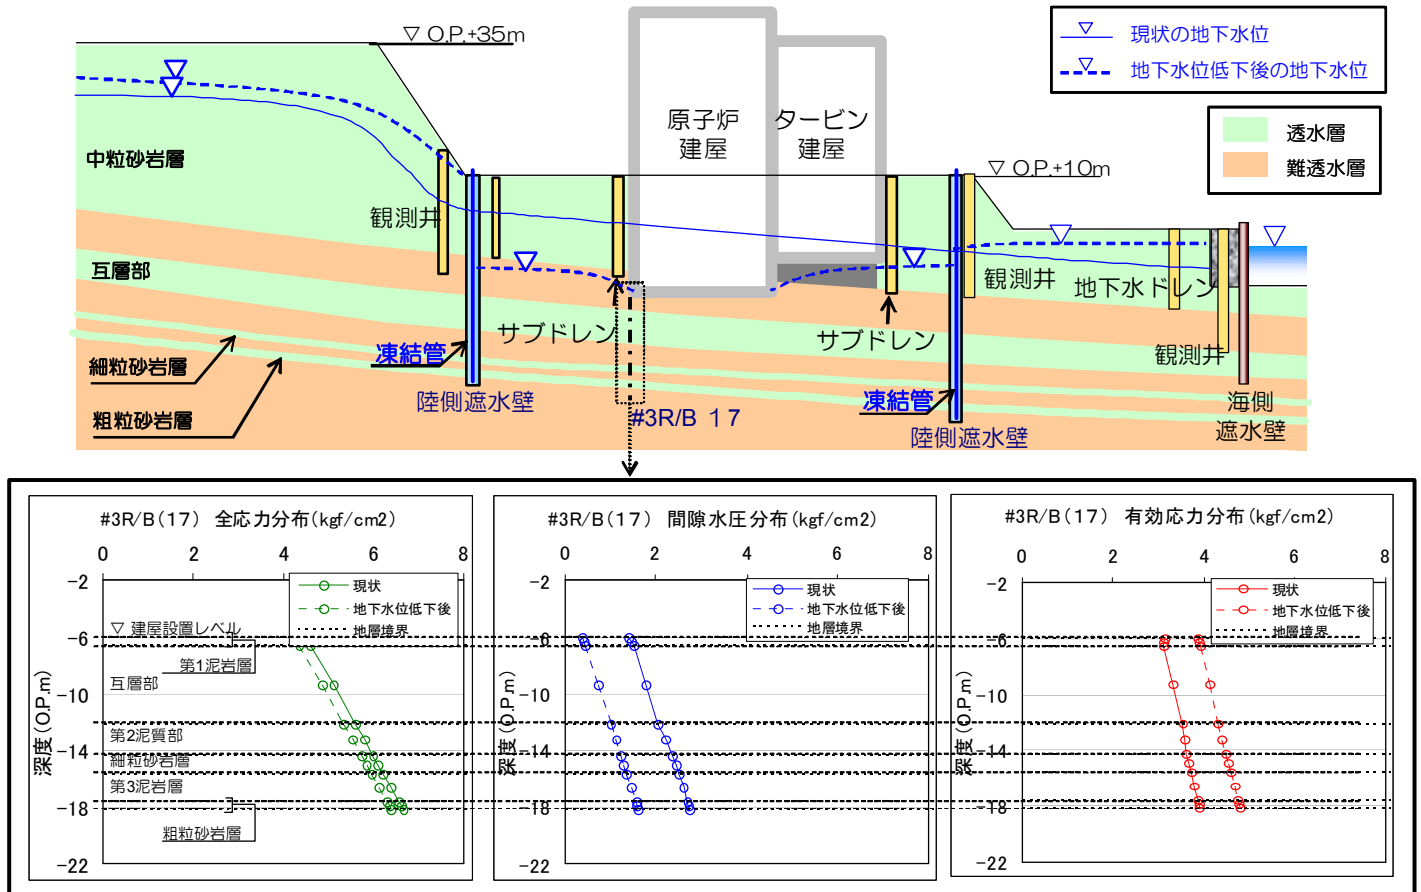 ▽ O.P.+35m
現状の地下水位
地下水位低下後の地下水位
原子炉
建屋
タービン
建屋
透水層
難透水層
中粒砂岩層
▽ O.P.+10m
観測井
互層部
観測井
地下水ドレン
サブドレン
サブドレン
観測井
細粒砂岩層
凍結管
粗粒砂岩層
陸側遮水壁
#3R/B 17
凍結管
陸側遮水壁
海側
遮水壁
#3R/B(17) 全応力分布(kgf/cm2)
0 2 4 6 8
深度(O.P.m)
-2
-6
-10
-14
-18
-22
現状
地下水位低下後
地層境界
▽ 建屋設置レベル
第1泥岩層
互層部
第2泥質部
細粒砂岩層
第3泥岩層
粗粒砂岩層
#3R/B(17) 間隙水圧分布(kgf/cm2)
0 2 4 6 8
深度(O.P.m)
-2
-6
-10
-14
-18
-22
現状
地下水位低下後
地層境界
#3R/B(17) 有効応力分布(kgf/cm2)
0 2 4 6 8
深度(O.P.m)
-2
-6
-10
-14
-18
-22
現状
地下水位低下後
地層境界